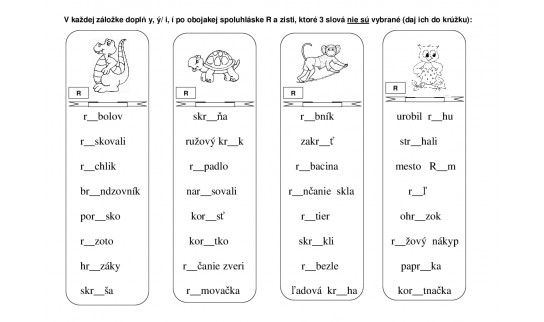 V každej záložke doplň y, ý/ i, í po obojakej spoluhláske R a zisti, ktoré 3 slová nie sú vybrané (daj ich do krúžku):
R
r__bolov
r__skovali
r__chlik
br__ndzovník
por__sko
r__zoto
hr__záky
skr__ša
R
skr__ňa
ružový kr__k
r__padlo
nar__sovali
kor__sť
kor__tko
r__čanie zveri
r__movačka
R
r__bník
zakr__ť
r__bacina
r__nčanie skla
r__tier
skr__kli
r__bezle
ľadová kr__ha
R
urobil r__hu
str__hali
mesto R__m
r__ľ
ohr__zok
r__žový nákyp
papr__ka
kor__tnačka